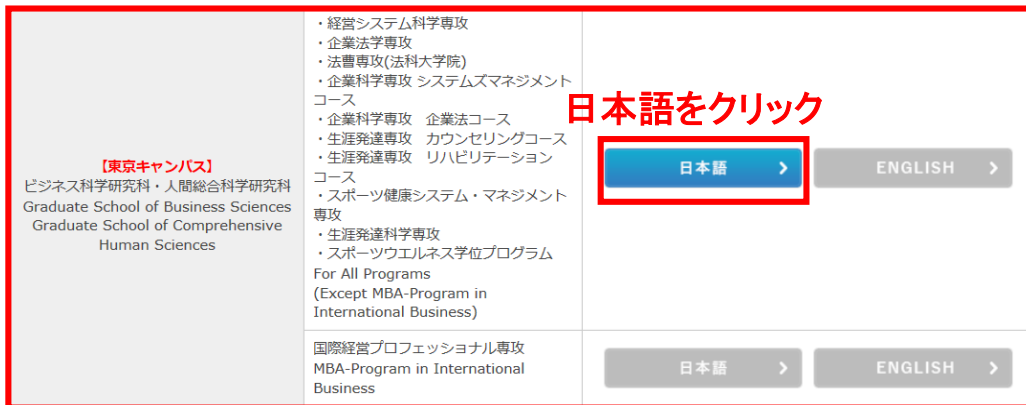 【東京キャンパス】
ビジネス科学研究科・人間総合科学研究科
Graduate School of Business Sciences
Graduate School of Comprehensive
Human Sciences
・経営システム科学専攻
・企業法学専攻
・法曹専攻(法科大学院)
・企業科学専攻 システムズマネジメント
コース
・企業科学専攻　企業法コース
・生涯発達専攻　カウンセリングコース
・生涯発達専攻　リハビリテーション
コース
・スポーツ健康システム・マネジメント
専攻
・生涯発達科学専攻
・スポーツウエルネス学位プログラム
For All Programs
(Except MBA-Program in
International Business)
日本語をクリック
日本語
ENGLISH
国際経営プロフェッショナル専攻
MBA-Program in International
Business
日本語
ENGLISH